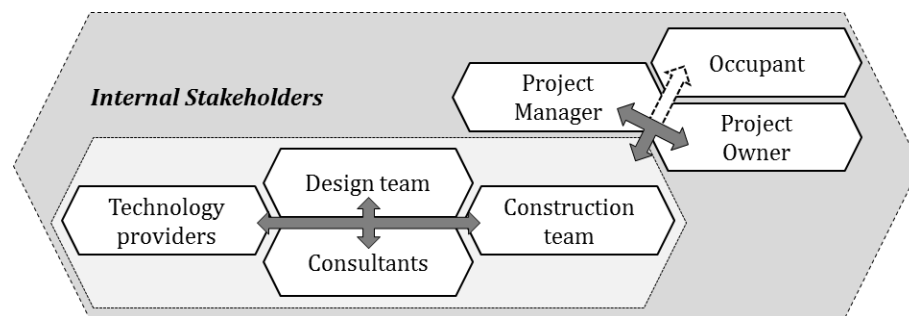 Internal Stakeholders
Project
Manager
Occupant
Project
Owner
Technology
providers
Design team
Consultants
Construction
team